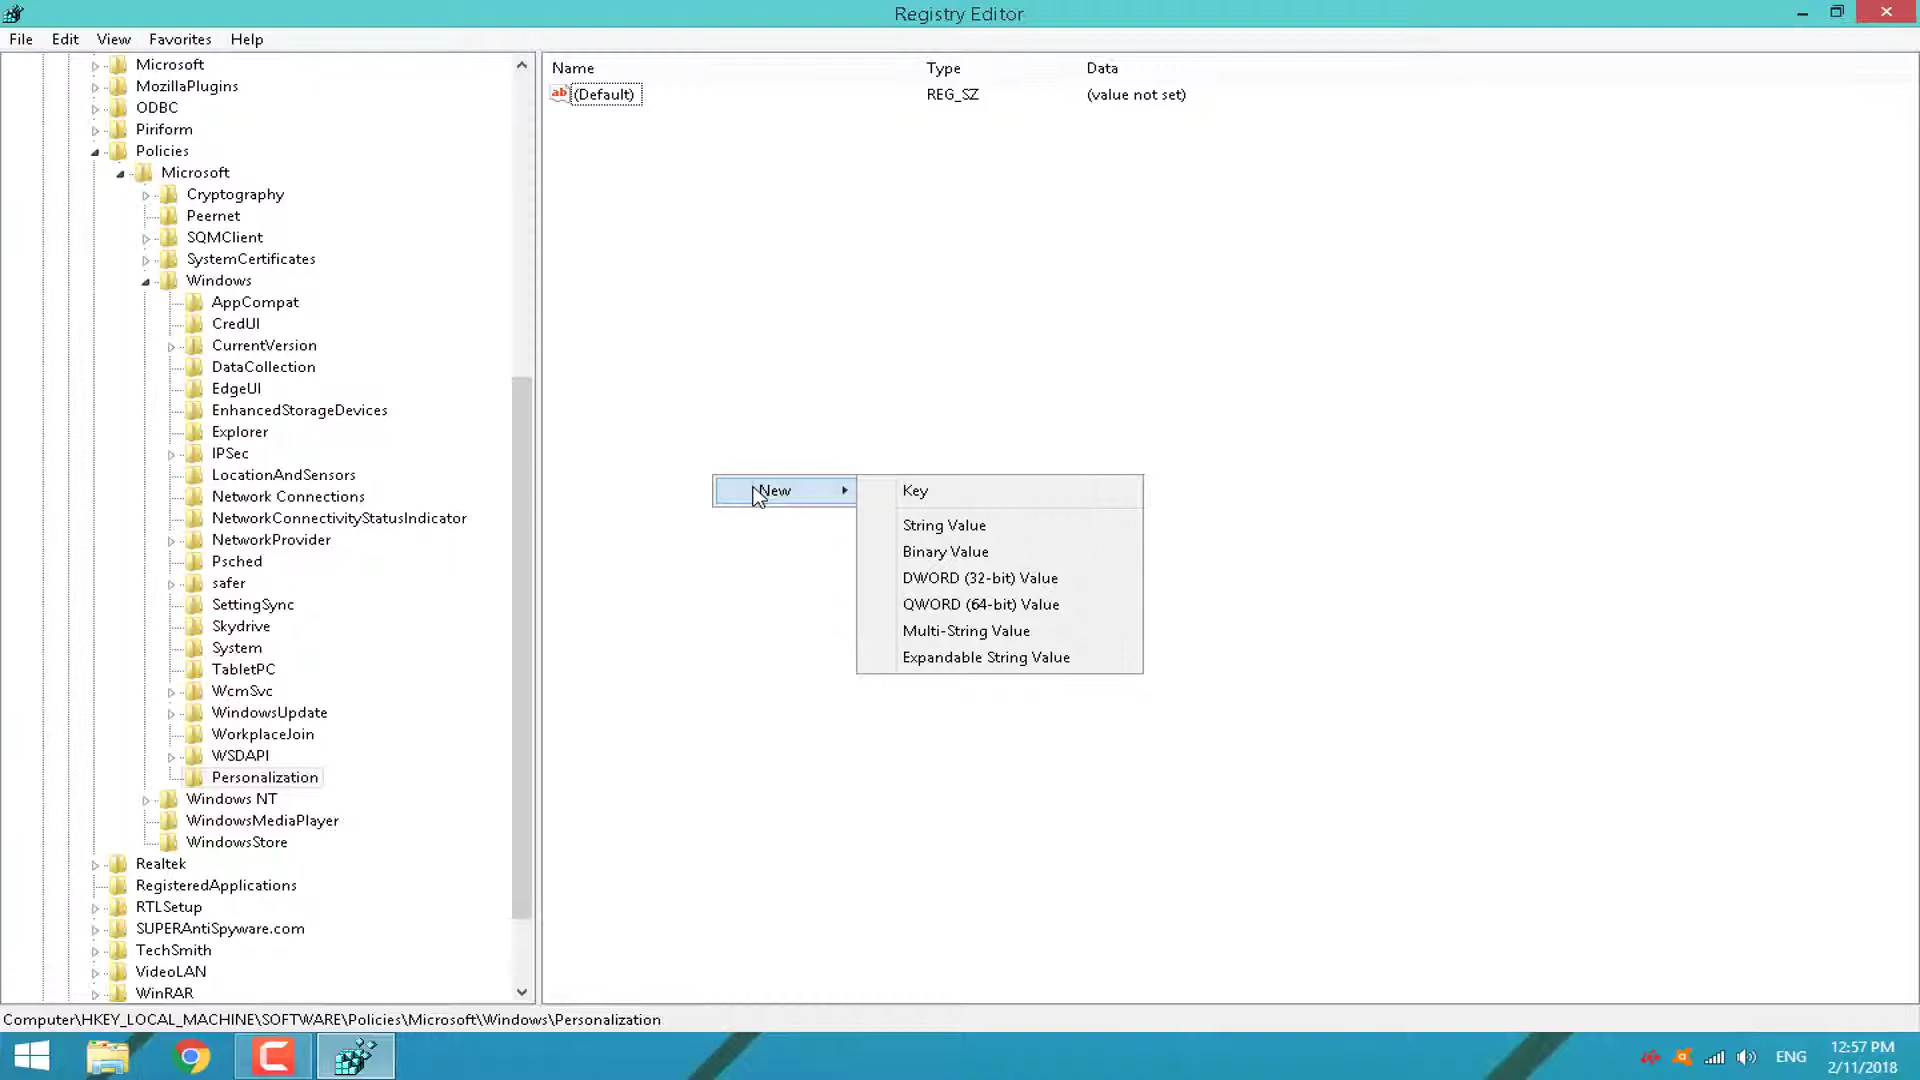 Registry Editor
File Edit View Favorites Help
Microsoft
MozillaPlugins
ODBC
Piriform
Policies
Microsoft
Cryptography
Peernet
SQMClient
SystemCertificates
Windows
AppCompat
CredUI
CurrentVersion
DataCollection
EdgeUI
EnhancedStorageDevices
Explorer
IPSec
LocationAndSensors
Network Connections
NetworkConnectivityStatusIndicator
NetworkProvider
Psched
safer
SettingSync
Skydrive
System
TabletPC
WcmSvc
WindowsUpdate
WorkplaceJoin
WSDAPI
Personalization
Windows NT
WindowsMediaPlayer
WindowsStore
Realtek
RegisteredApplications
RTLSetup
SUPERAntiSpyware.com
TechSmith
VideoLAN
WinRAR
Name Type Data
ab (Default) REG_SZ (value not set)
New
Key
String Value
Binary Value
DWORD (32-bit) Value
QWORD (64-bit) Value
Multi-String Value
Expandable String Value
Computer\HKEY_LOCAL_MACHINE\SOFTWARE\Policies\Microsoft\Windows\Personalization
ENG
12:57 PM
2/11/2018